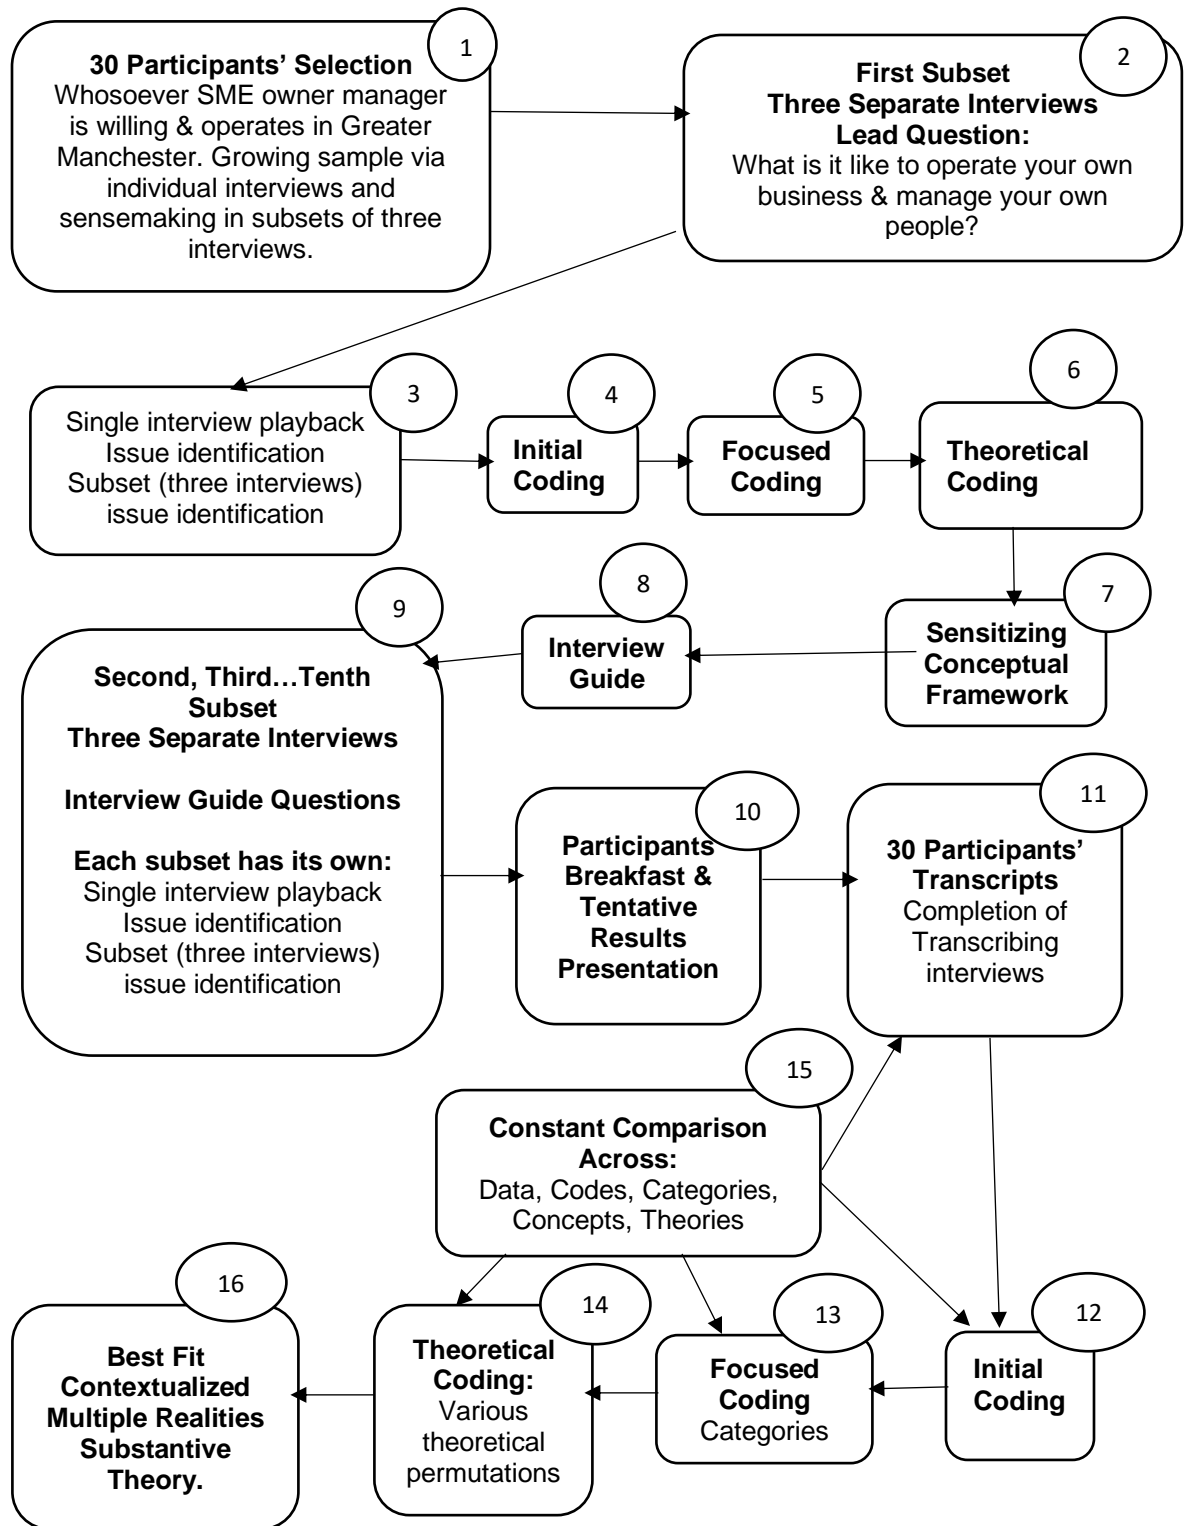 1
30 Participants’ Selection
Whosoever SME owner manager
is willing & operates in Greater
Manchester. Growing sample via
individual interviews and
sensemaking in subsets of three
interviews.
2
First Subset
Three Separate Interviews
Lead Question:
What is it like to operate your own
business & manage your own
people?
3
Single interview playback
Issue identification
Subset (three interviews)
issue identification
4
Initial
Coding
5
Focused
Coding
6
Theoretical
Coding
7
Sensitizing
Conceptual
Framework
8
Interview
Guide
9
Second, Third…Tenth
Subset
Three Separate Interviews
Interview Guide Questions
Each subset has its own:
Single interview playback
Issue identification
Subset (three interviews)
issue identification
10
Participants
Breakfast &
Tentative
Results
Presentation
11
30 Participants’
Transcripts
Completion of
Transcribing
interviews
12
Initial
Coding
13
Focused
Coding
Categories
14
Theoretical
Coding:
Various
theoretical
permutations
15
Constant Comparison
Across:
Data, Codes, Categories,
Concepts, Theories
16
Best Fit
Contextualized
Multiple Realities
Substantive
Theory.